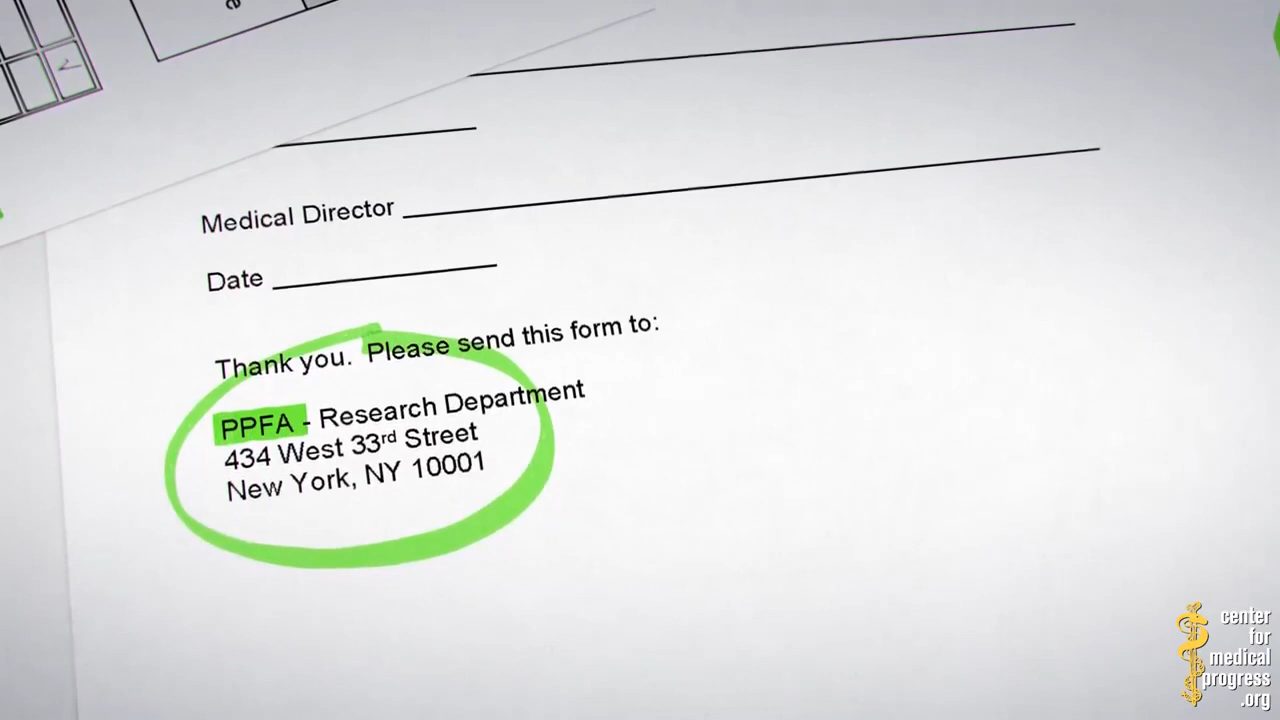 Medical Director
Date
Thank you. Please send this form to:
PPFA - Research Department
434 West 33rd Street
New York, NY 10001
center
for
medical
progress
.org